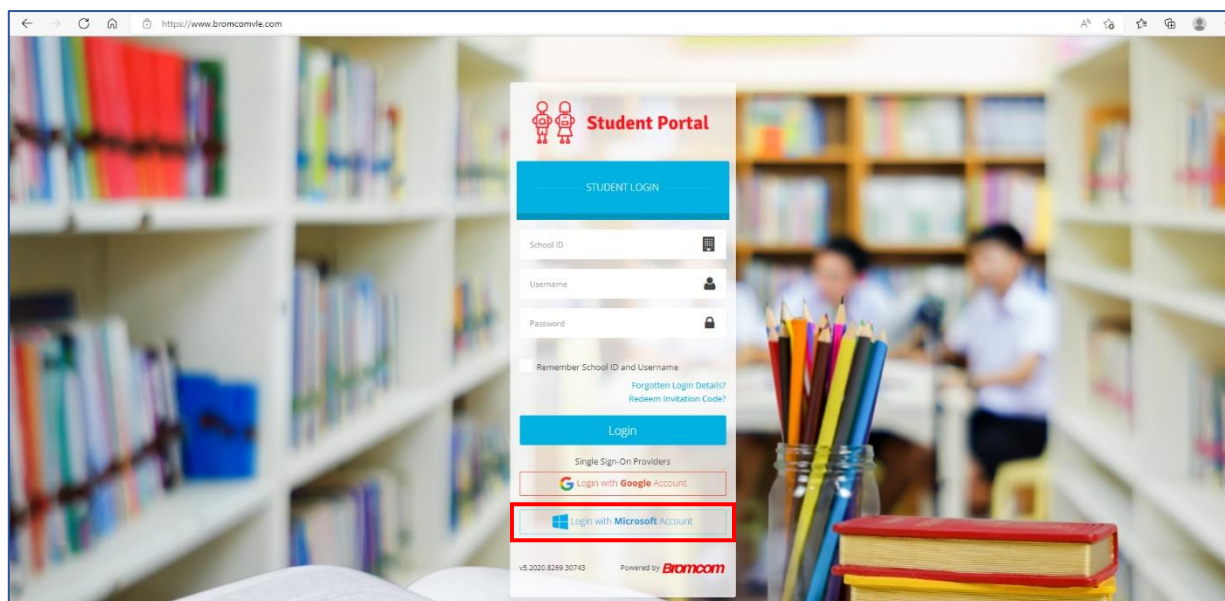 https://www.bromcomvle.com
Student Portal
STUDENT LOGIN
School ID
Username
Password
Remember School ID and Username
Forgotten Login Details?
Redeem Invitation Code?
Login
Single Sign-On Providers
Login with Google Account
Login with Microsoft Account
v5.2020.8269.30743 Powered by Bromcom